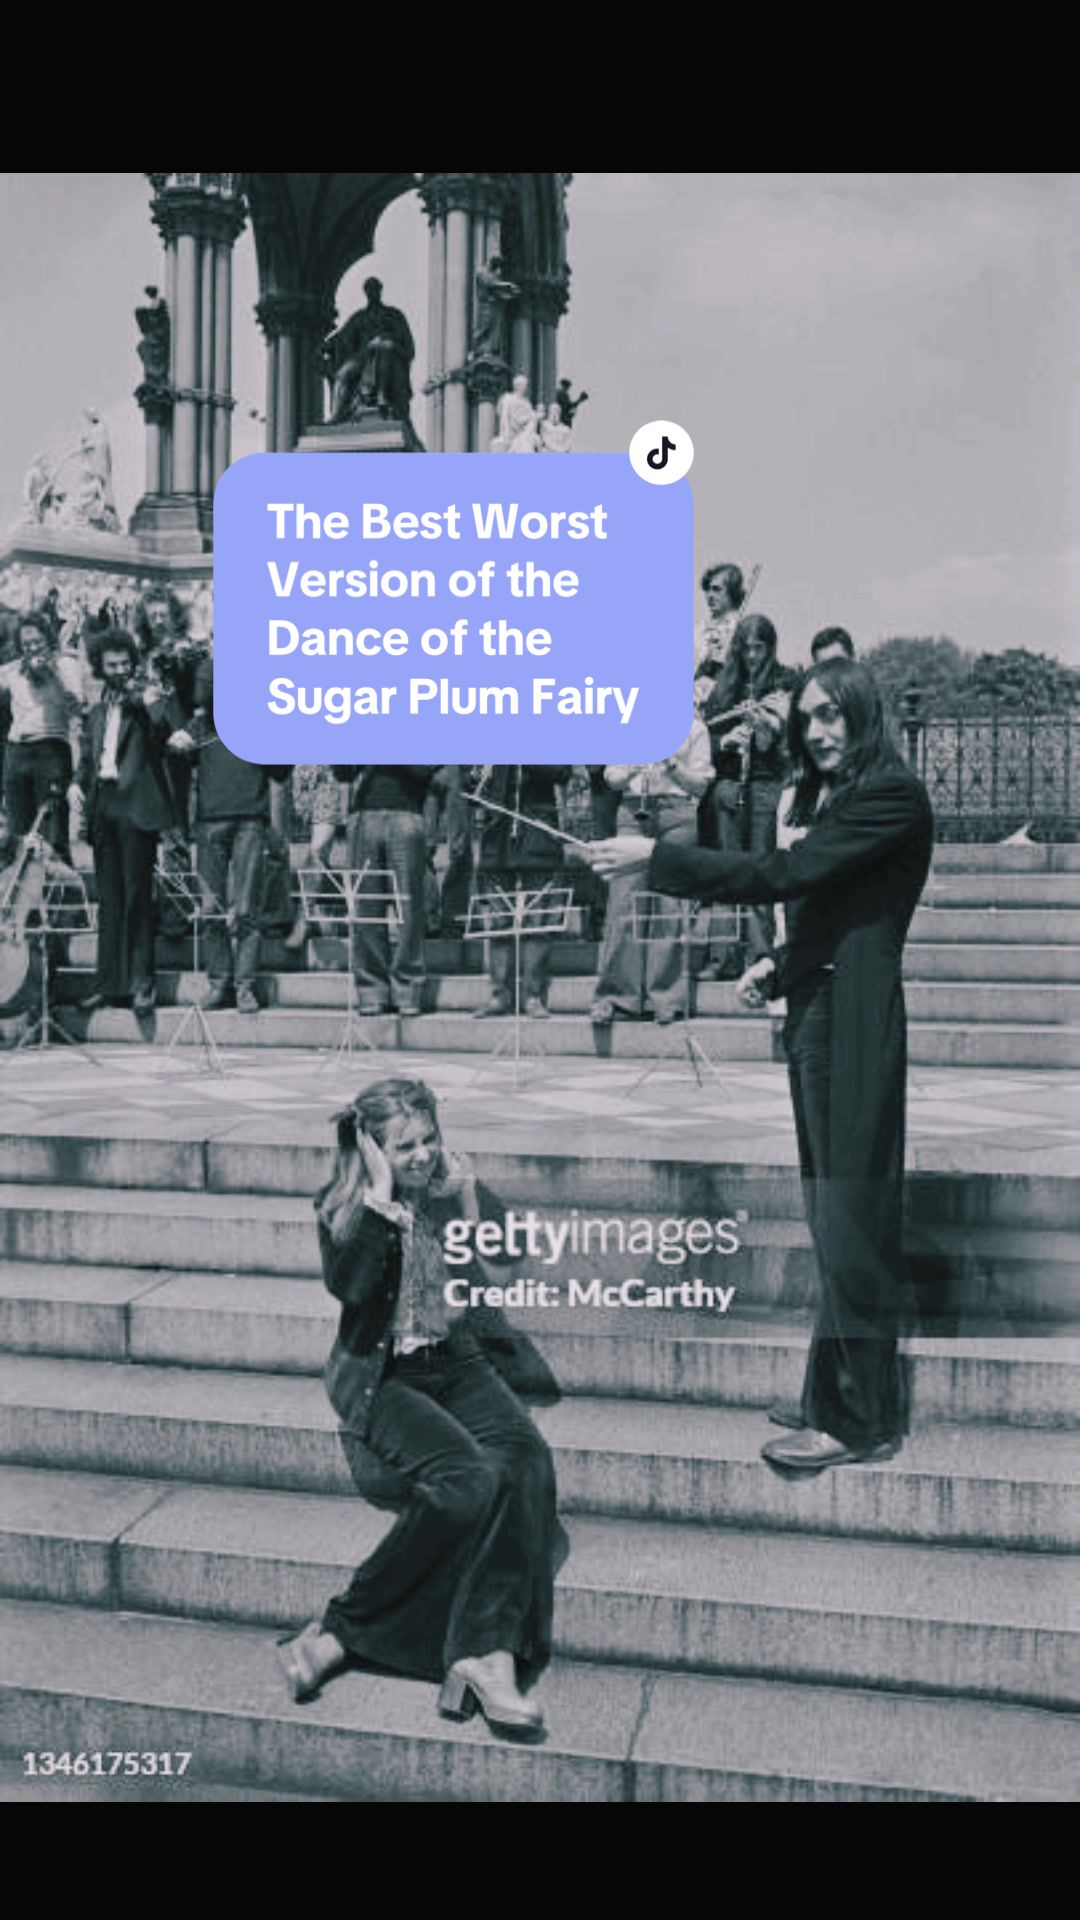 The Best Worst
Version of the
Dance of the
Sugar Plum Fairy
gettyimages
Credit: McCarthy
1346175317